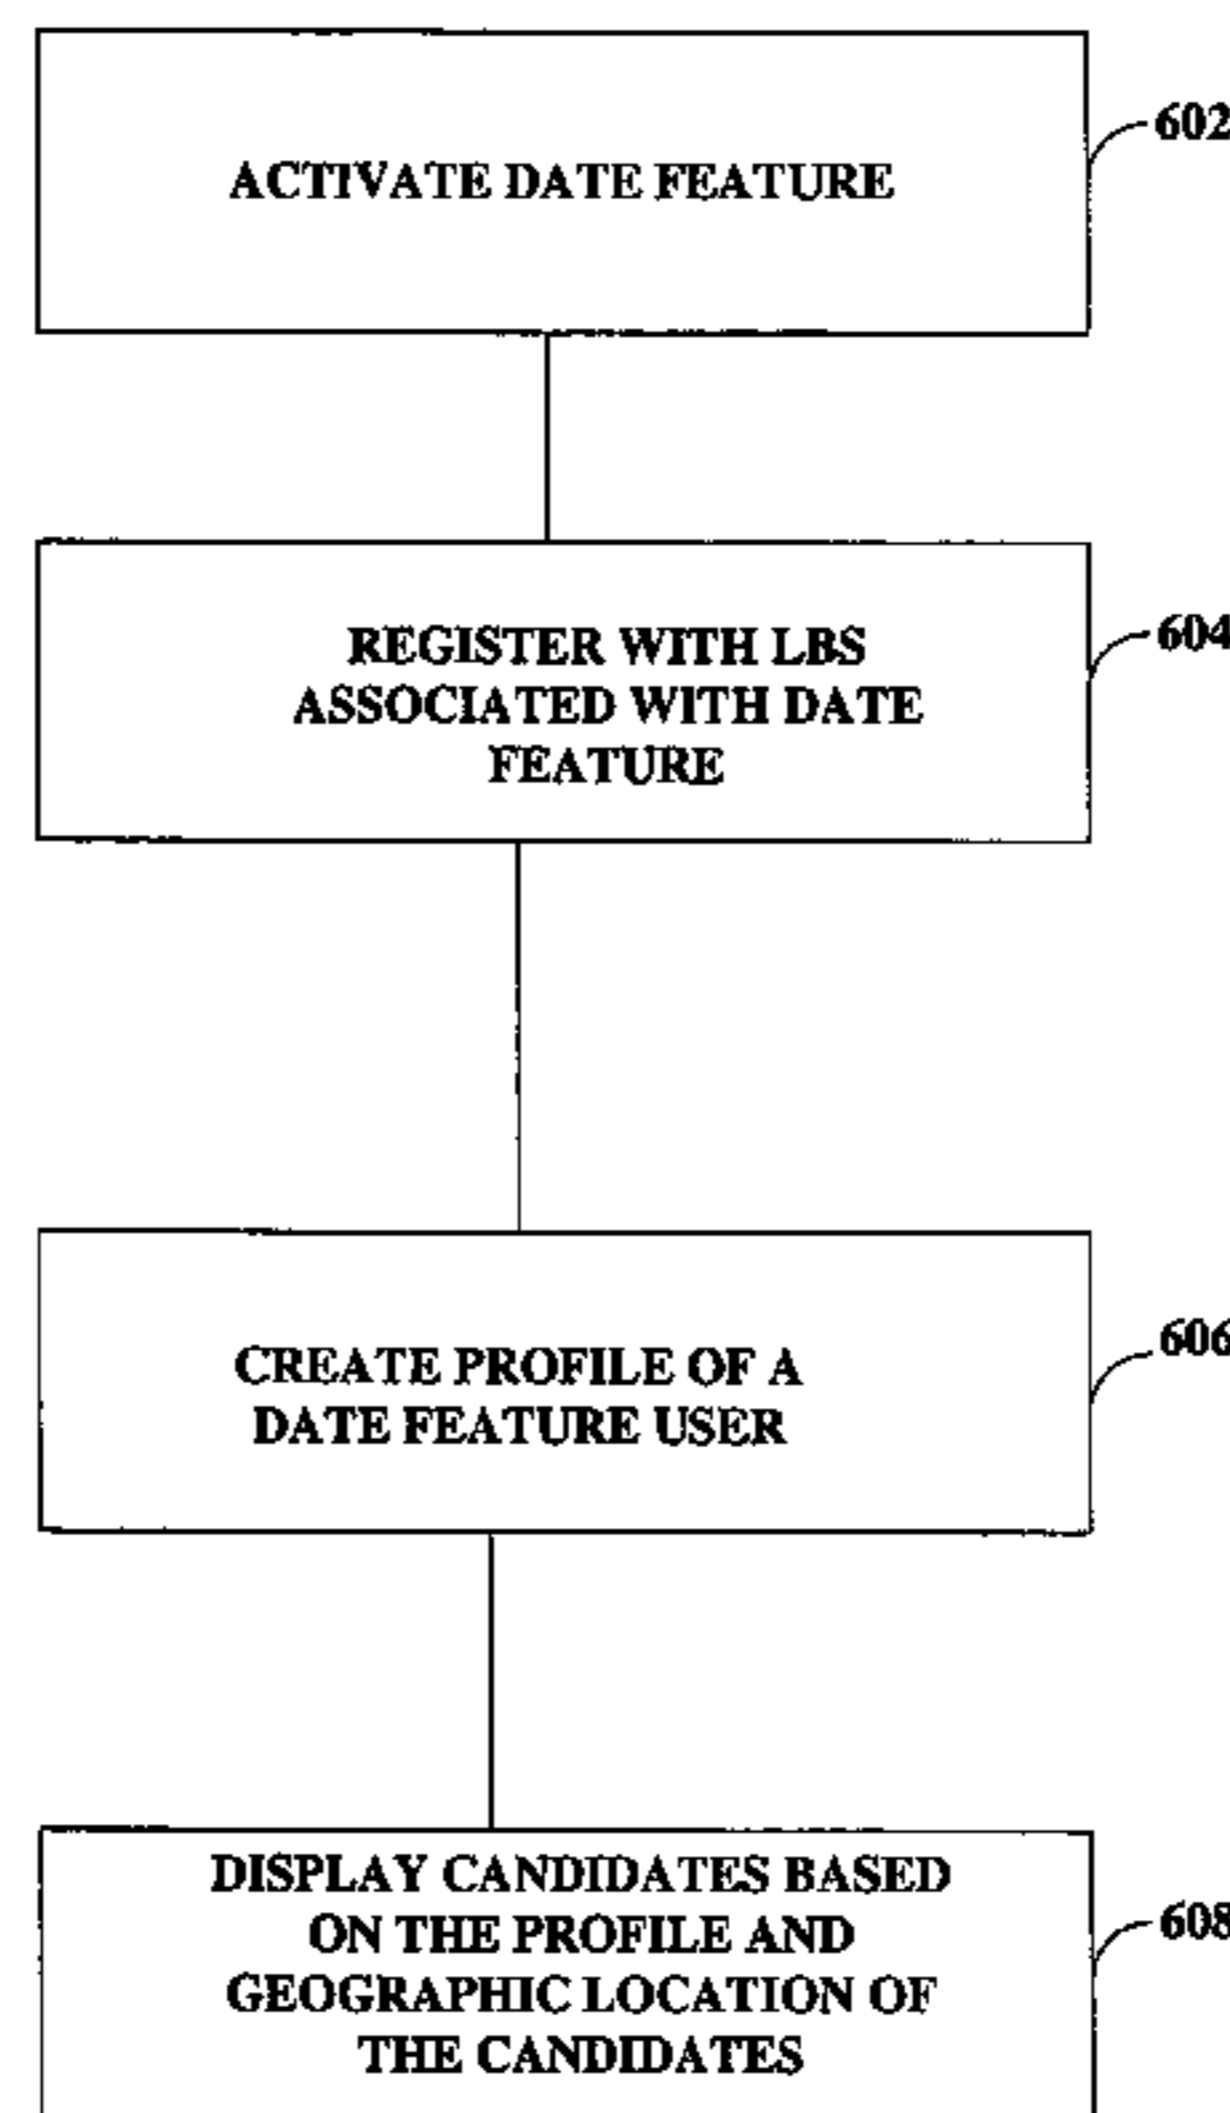 ACTIVATE DATE FEATURE
602
REGISTER WITH LBS
ASSOCIATED WITH DATE
FEATURE
604
CREATE PROFILE OF A
DATE FEATURE USER
606
DISPLAY CANDIDATES BASED
ON THE PROFILE AND
GEOGRAPHIC LOCATION OF
THE CANDIDATES
608